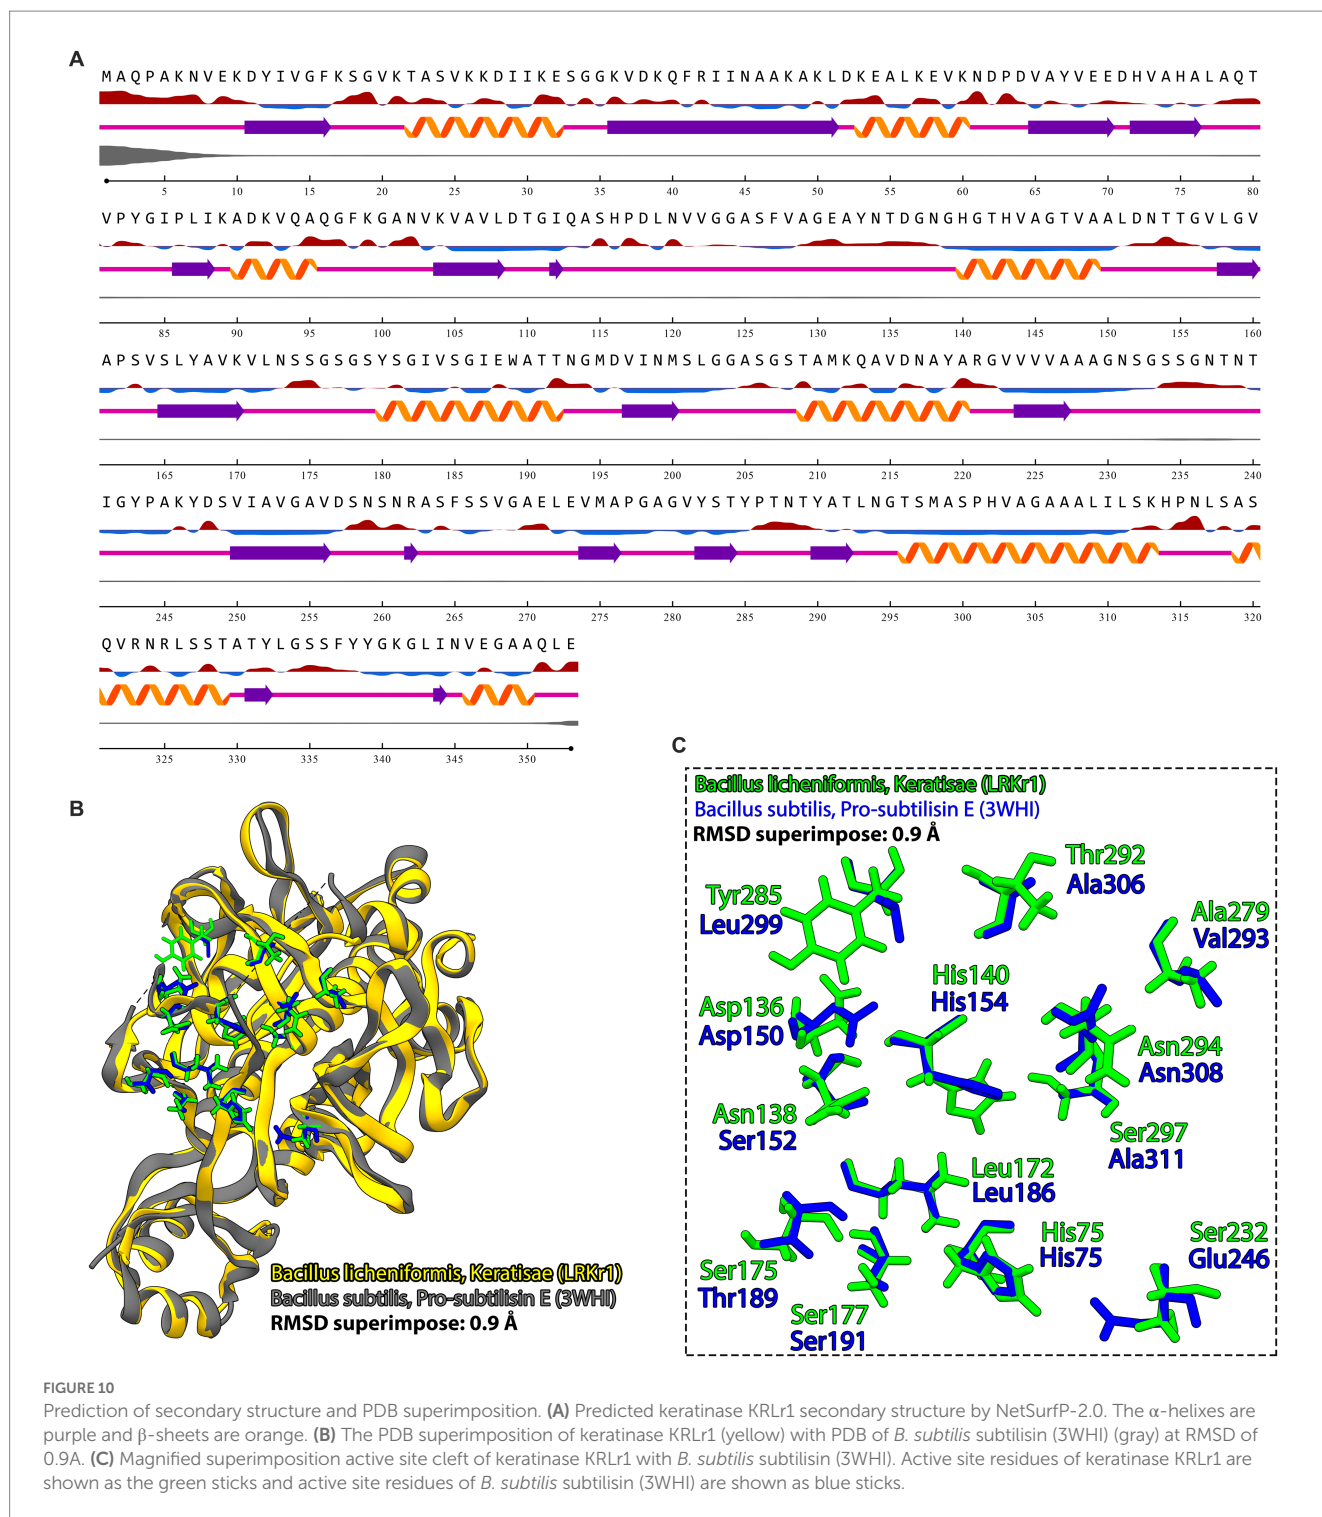 A
MAQPAKNVEKDYIVGFKSGVKTASVKKDIIKESGGKVDKQFRIINAAKAKLDKEALKEVKNDPDVAYVEEDHVAHALAQT
5 10 15 20 25 30 35 40 45 50 55 60 65 70 75 80
VPYGIPLIKADKVQAQGFKGANVKVAVLDTGIQASHPDLNVVGGASFVAGEAYNTDGNGHGTHVAGTVAALDNTTGVLGV
85 90 95 100 105 110 115 120 125 130 135 140 145 150 155 160
APSVSLYAVKVLNSSGSGSYSGIVSGIEWATTNGMDVINMSLGGASGSTAMKQAVDNAYARGVVVVAAAGNSGSSGNTNT
165 170 175 180 185 190 195 200 205 210 215 220 225 230 235 240
IGYPAKYDSVIAVGAVDSNSNRASFSSVGAELEVMAPGAGVYSTYPTNTYATLNGTSMASPHVAGAAALILSKHPNLSAS
245 250 255 260 265 270 275 280 285 290 295 300 305 310 315 320
QVRNRLSSTATYLGSSFYYGKGLINVEGAAQLE
325 330 335 340 345 350
B
Bacillus licheniformis, Keratisae (LRKr1)
Bacillus subtilis, Pro-subtilisin E (3WHI)
RMSD superimpose: 0.9 Å
C
Bacillus licheniformis, Keratisae (LRKr1)
Bacillus subtilis, Pro-subtilisin E (3WHI)
RMSD superimpose: 0.9 Å
Tyr285
Leu299
Thr292
Ala306
Ala279
Val293
His140
His154
Asp136
Asp150
Asn294
Asn308
Asn138
Ser152
Ser297
Ala311
Leu172
Leu186
Ser175
Thr189
Ser177
Ser191
His75
His75
Ser232
Glu246
FIGURE 10
Prediction of secondary structure and PDB superimposition. (A) Predicted keratinase KRLr1 secondary structure by NetSurfP-2.0. The α-helixes are
purple and β-sheets are orange. (B) The PDB superimposition of keratinase KRLr1 (yellow) with PDB of B. subtilis subtilisin (3WHI) (gray) at RMSD of
0.9A. (C) Magnified superimposition active site cleft of keratinase KRLr1 with B. subtilis subtilisin (3WHI). Active site residues of keratinase KRLr1 are
shown as the green sticks and active site residues of B. subtilis subtilisin (3WHI) are shown as blue sticks.